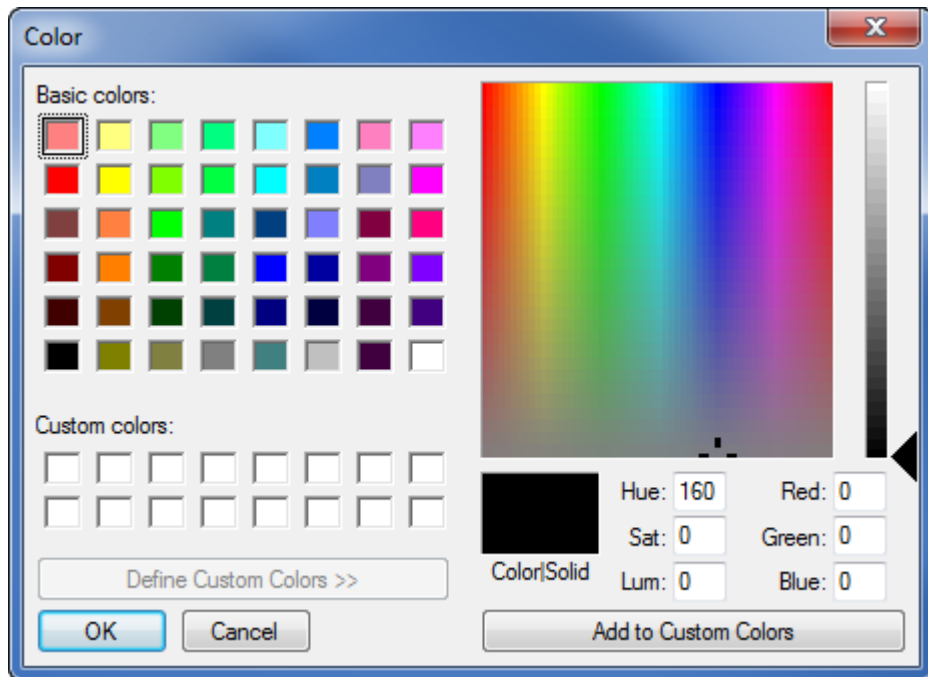 Color
Basic colors:
Custom colors:
Define Custom Colors >>
OK Cancel
Hue: 160 Red: 0
Sat: 0 Green: 0
Color|Solid
Lum: 0 Blue: 0
Add to Custom Colors